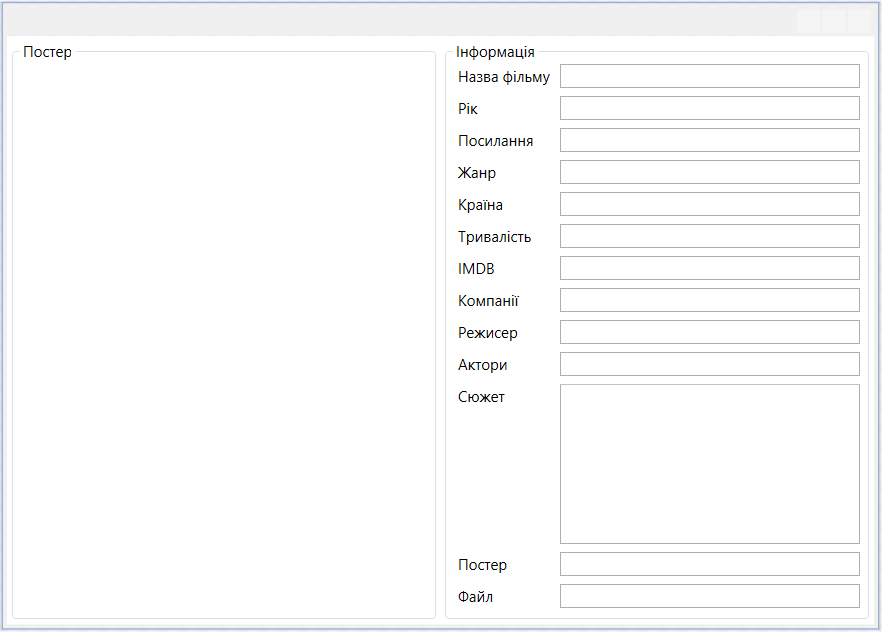 Постер
Інформація
Назва фільму
Рік
Посилання
Жанр
Країна
Тривалість
IMDB
Компанії
Режисер
Актори
Сюжет
Постер
Файл